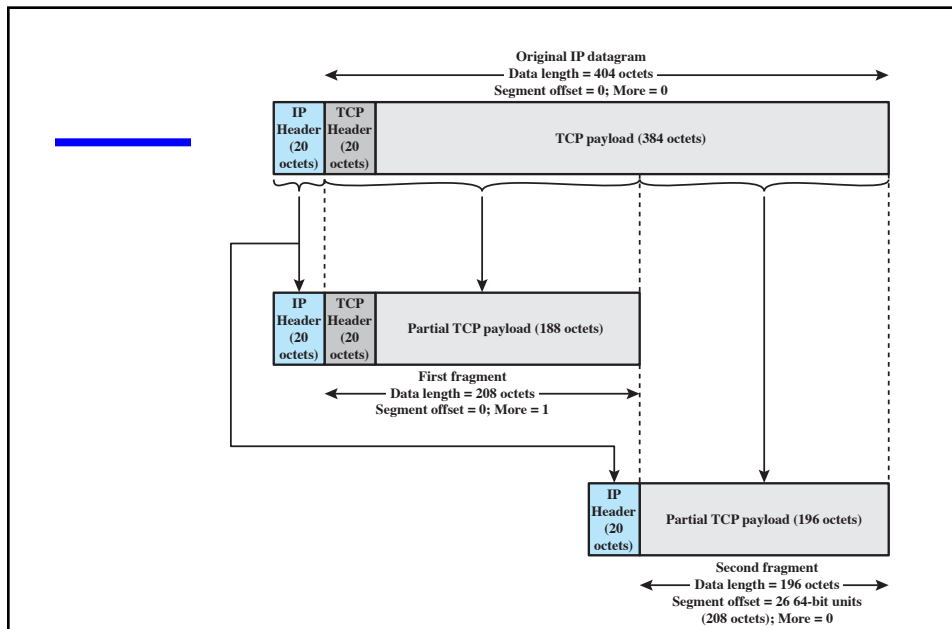 Original IP datagram
Data length = 404 octets
Segment offset = 0; More = 0
IP
Header
(20
octets)
TCP
Header
(20
octets)
TCP payload (384 octets)
IP
Header
(20
octets)
TCP
Header
(20
octets)
Partial TCP payload (188 octets)
First fragment
Data length = 208 octets
Segment offset = 0; More = 1
IP
Header
(20
octets)
Partial TCP payload (196 octets)
Second fragment
Data length = 196 octets
Segment offset = 26 64-bit units
(208 octets); More = 0